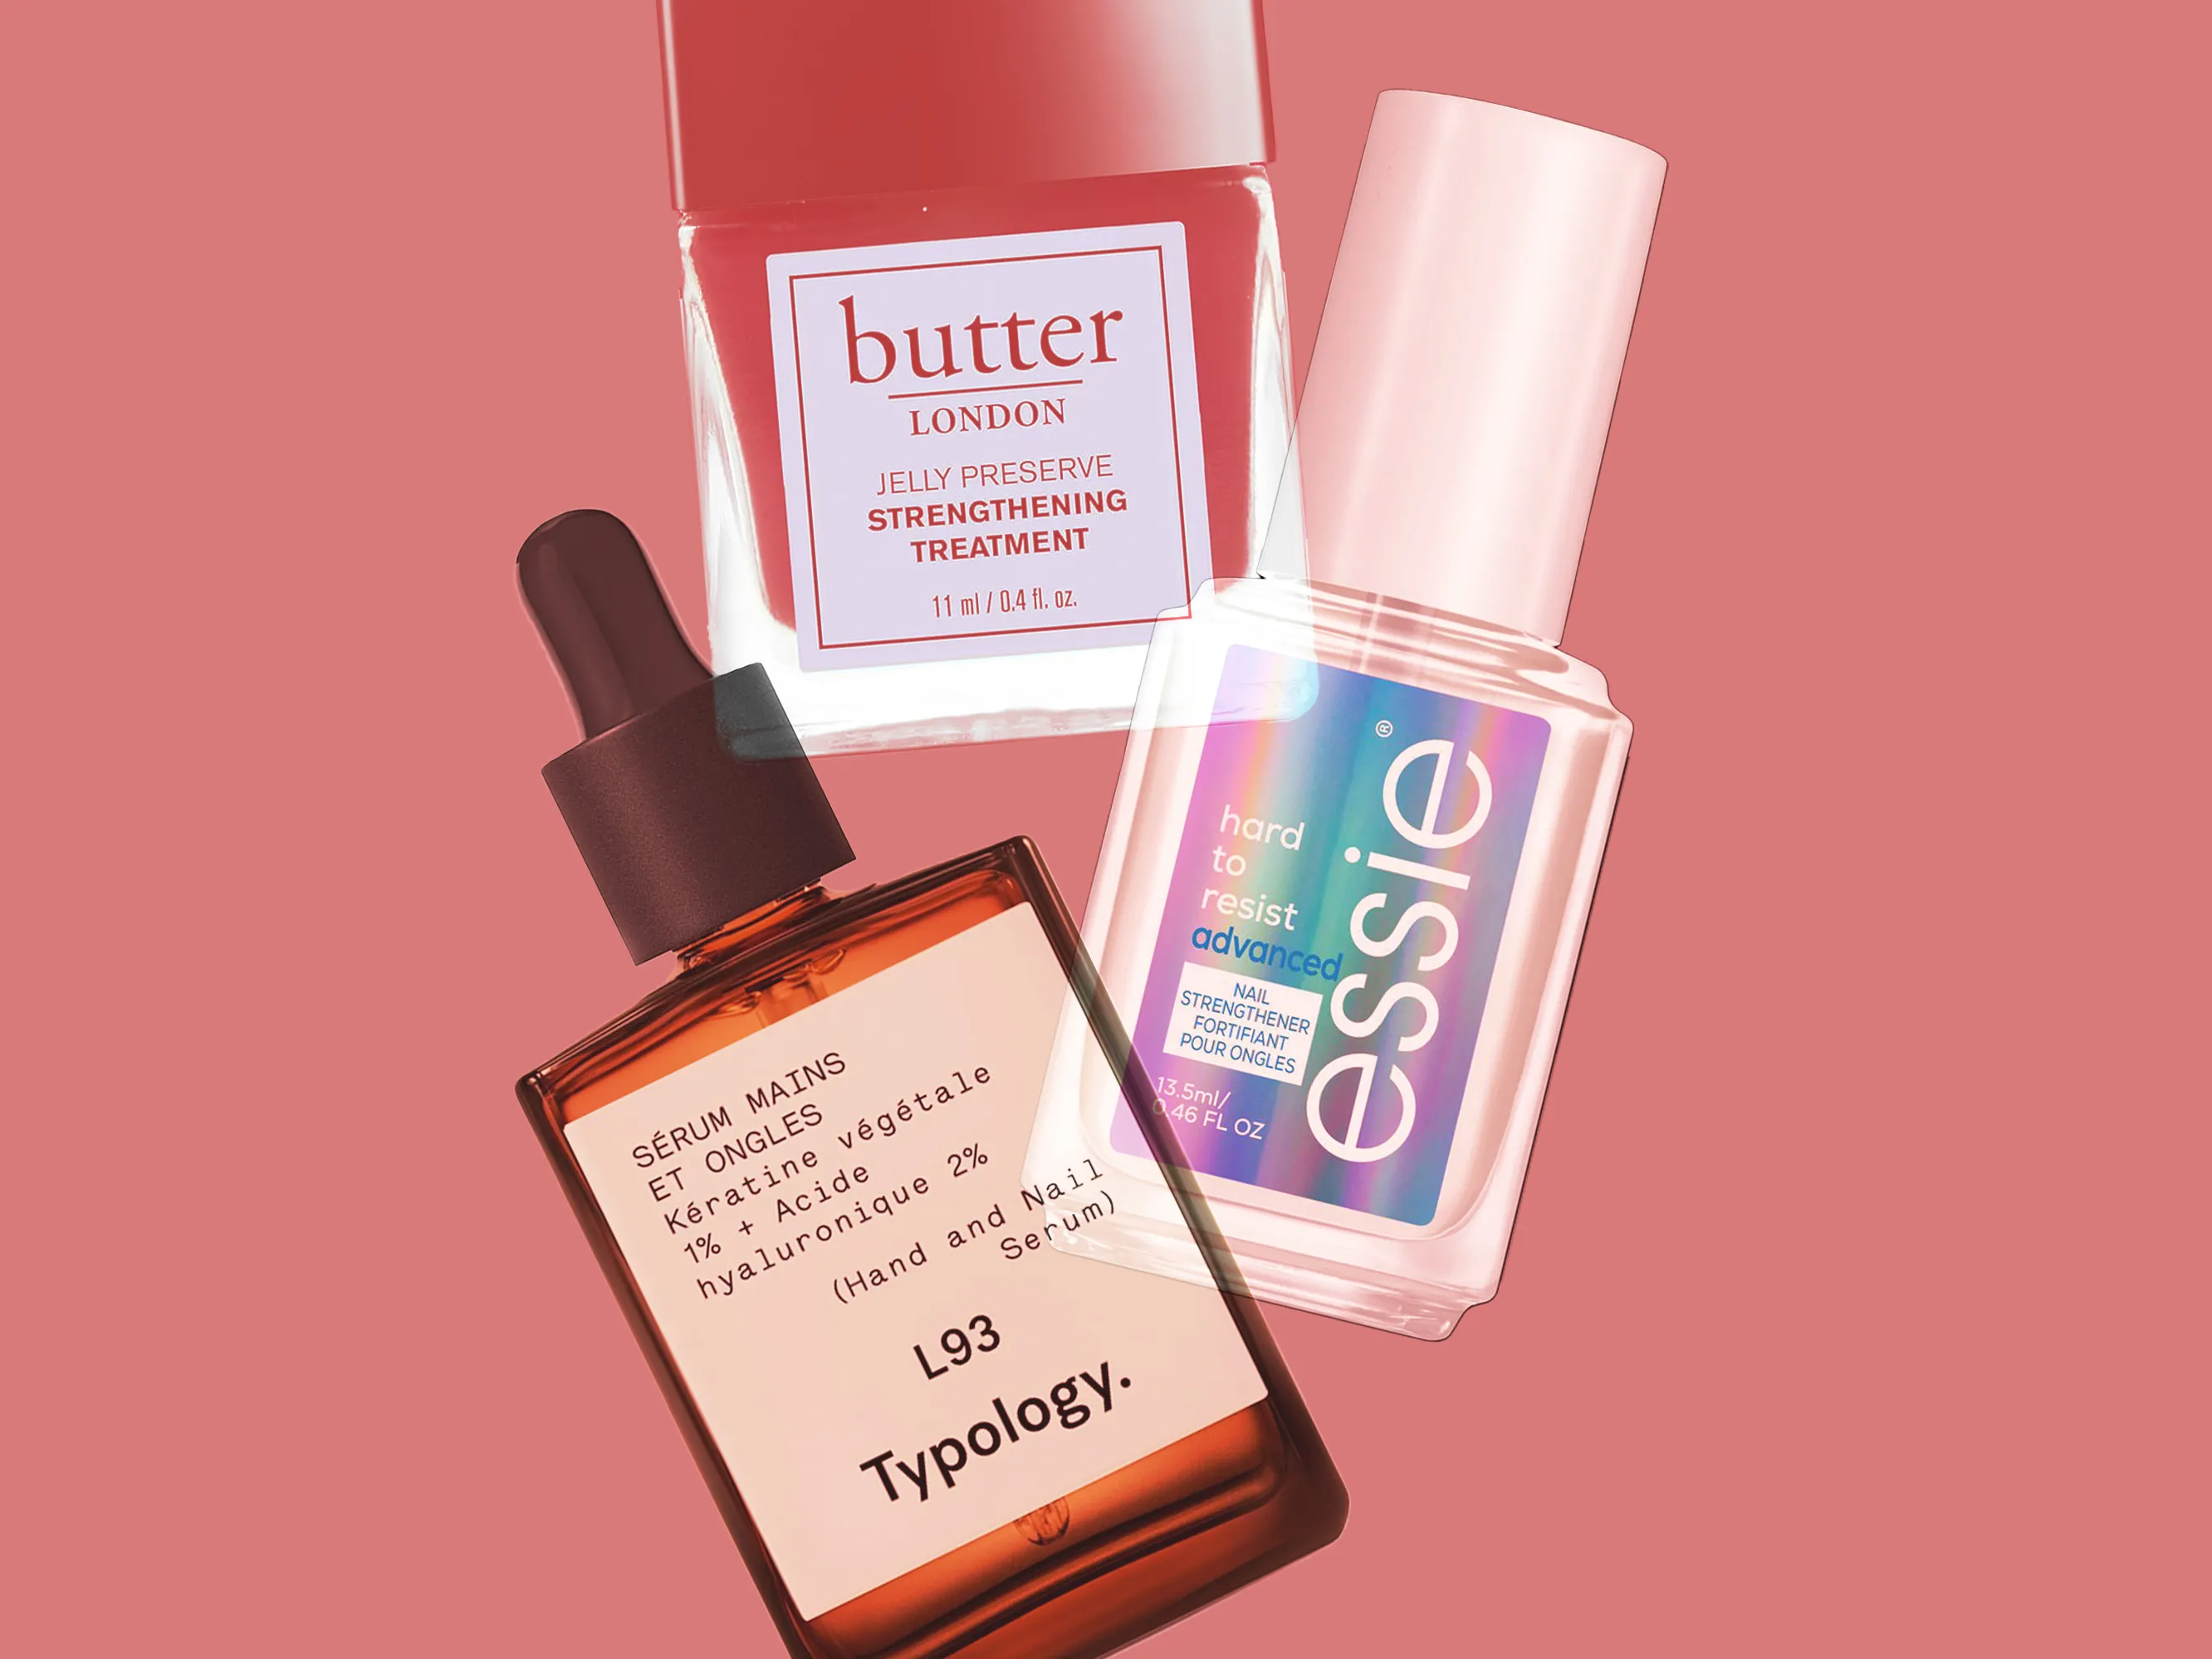 butter
LONDON
JELLY PRESERVE
STRENGTHENING
TREATMENT
11 ml / 0.4 fl. oz.
essie®
hard
to
resist
advanced
NAIL
STRENGTHENER
FORTIFIANT
POUR ONGLES
13.5ml/
0.46 FL OZ
SÉRUM MAINS
ET ONGLES
Kératine végétale
1% + Acide
hyaluronique 2%
(Hand and Nail
Serum)
L93
Typology.